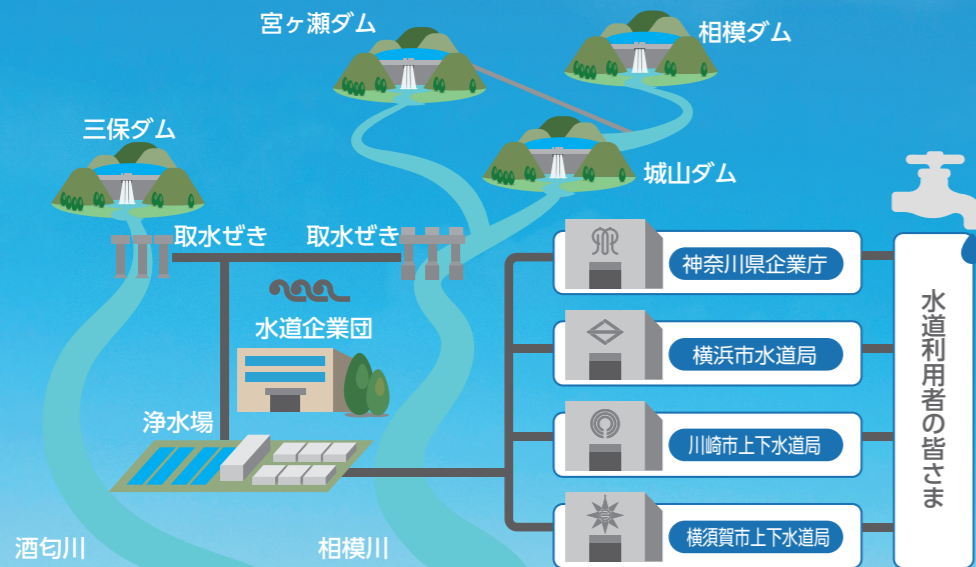 宮ヶ瀬ダム
相模ダム
三保ダム
城山ダム
取水ぜき
取水ぜき
水道企業団
浄水場
酒匂川
相模川
神奈川県企業庁
横浜市水道局
川崎市上下水道局
横須賀市上下水道局
水道利用者の皆さま